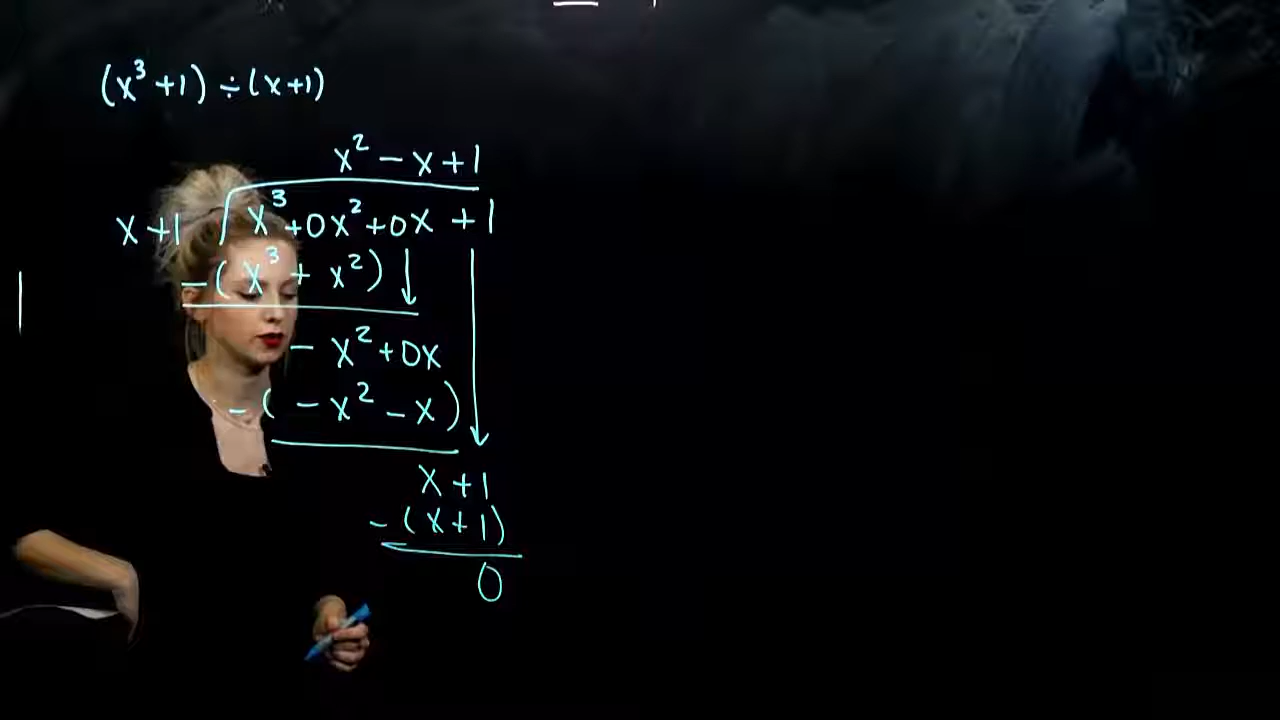 (x³+1) ÷ (x+1)
x² − x + 1
x+1 x³+0x²+0x+1
−(x³ + x²)
− x²+0x
−(−x² − x)
x+1
−(x+1)
0